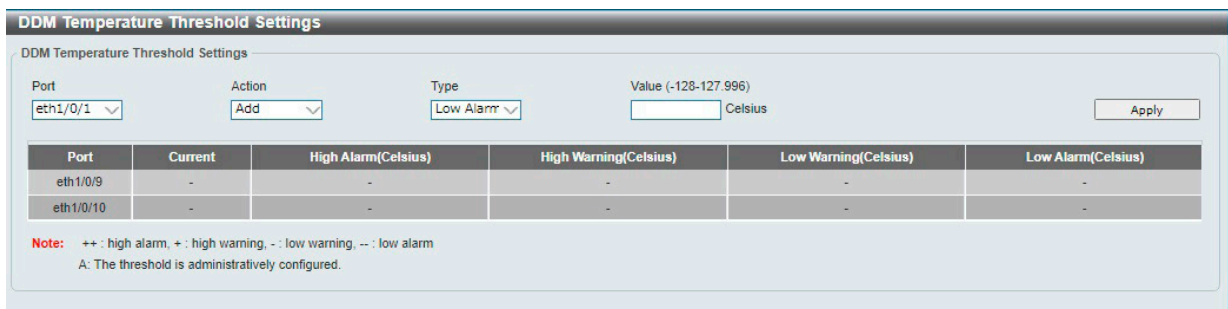 DDM Temperature Threshold Settings
DDM Temperature Threshold Settings
Port Action Type Value (-128-127.996)
eth1/0/1 Add Low Alarm Celsius Apply
Port Current High Alarm(Celsius) High Warning(Celsius) Low Warning(Celsius) Low Alarm(Celsius)
eth1/0/9 - - - - -
eth1/0/10 - - - - -
Note: ++ : high alarm, + : high warning, - : low warning, -- : low alarm
A: The threshold is administratively configured.